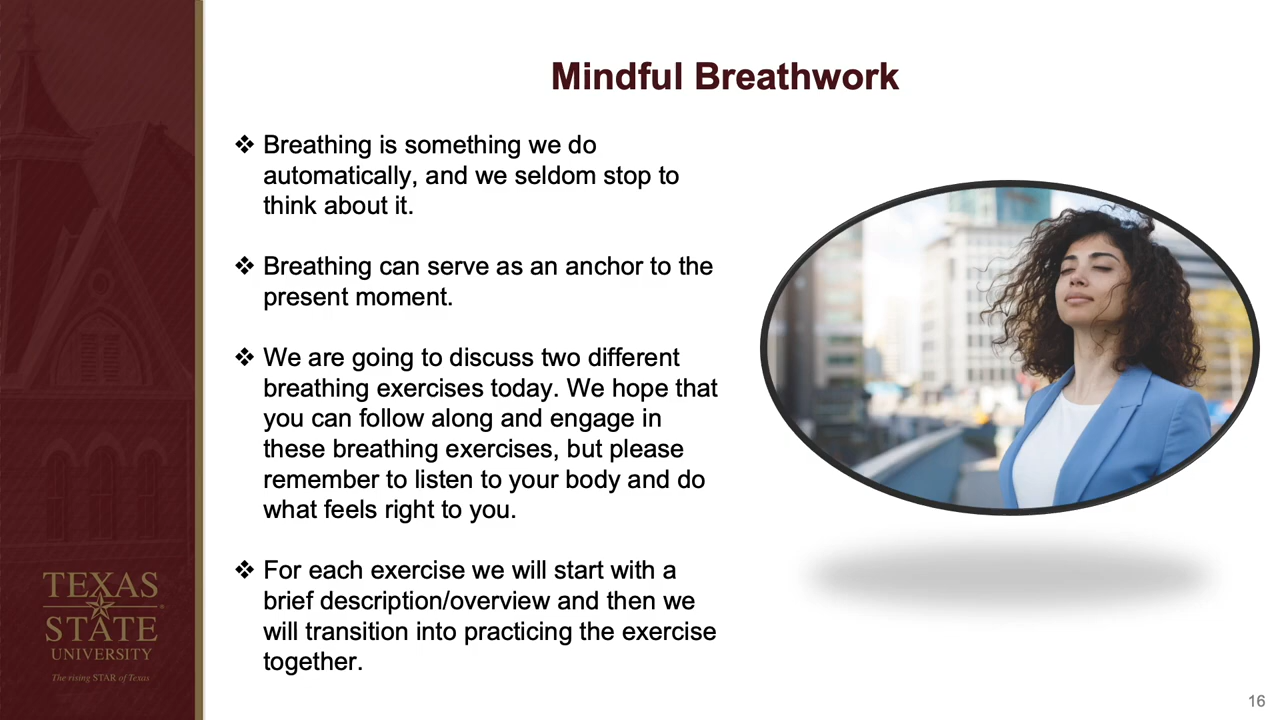 Mindful Breathwork
❖ Breathing is something we do
automatically, and we seldom stop to
think about it.
❖ Breathing can serve as an anchor to the
present moment.
❖ We are going to discuss two different
breathing exercises today. We hope that
you can follow along and engage in
these breathing exercises, but please
remember to listen to your body and do
what feels right to you.
❖ For each exercise we will start with a
brief description/overview and then we
will transition into practicing the exercise
together.
TEXAS
STATE
®
UNIVERSITY
The rising STAR of Texas
16